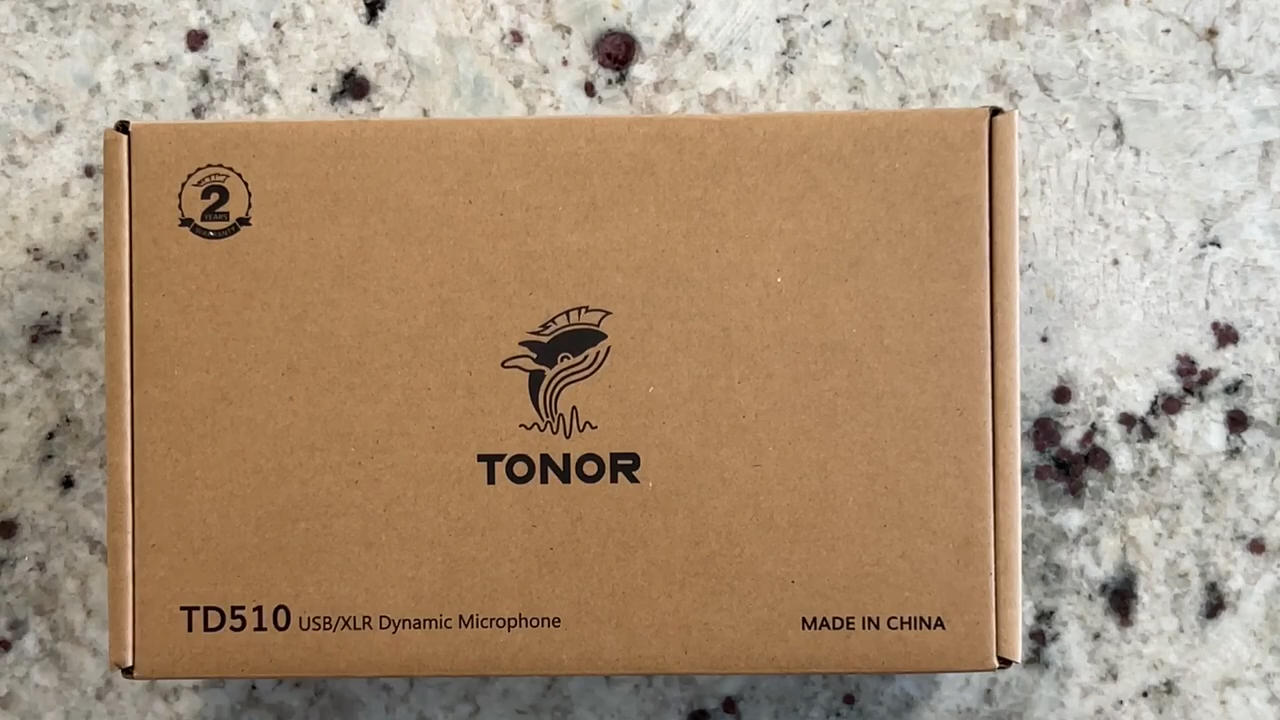 2
YEARS
WARRANTY
TONOR
TD510 USB/XLR Dynamic Microphone
MADE IN CHINA